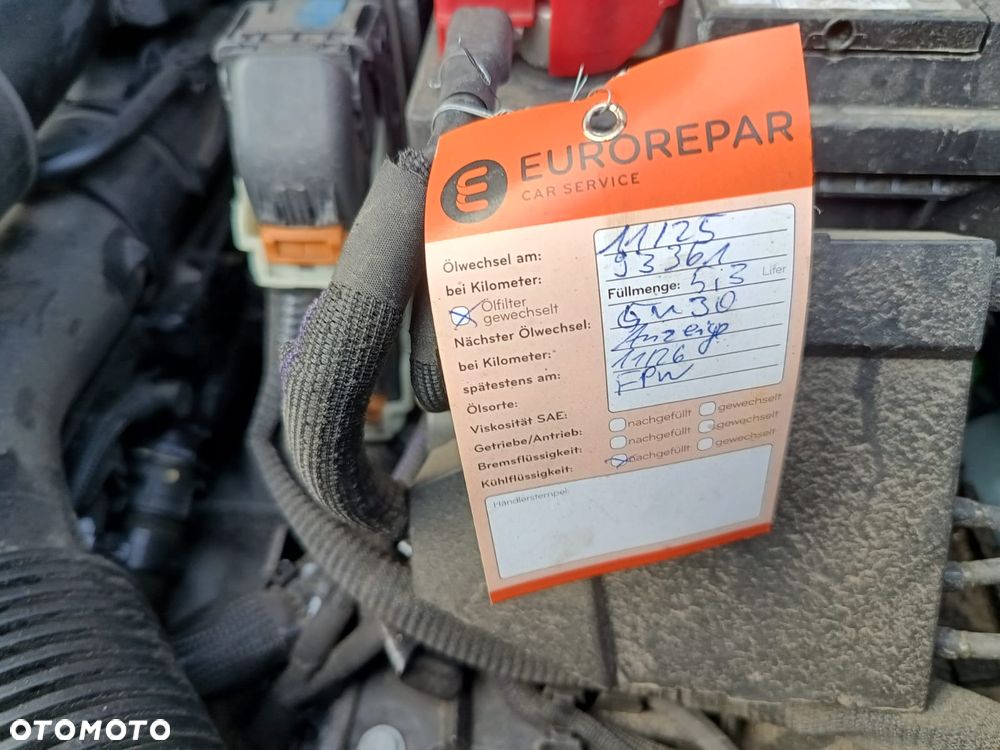 EUROREPAR
CAR SERVICE
Ölwechsel am: 11/25
bei Kilometer: 93361
Ölfilter gewechselt Füllmenge: 5,3 Liter
Nächster Ölwechsel:
bei Kilometer: Anzeige
spätestens am: 11/26
Ölsorte: FPW
Viskosität SAE:
Getriebe/Antrieb: nachgefüllt gewechselt
Bremsflüssigkeit: nachgefüllt gewechselt
Kühlflüssigkeit: nachgefüllt gewechselt
Händlerstempel:
OTOMOTO